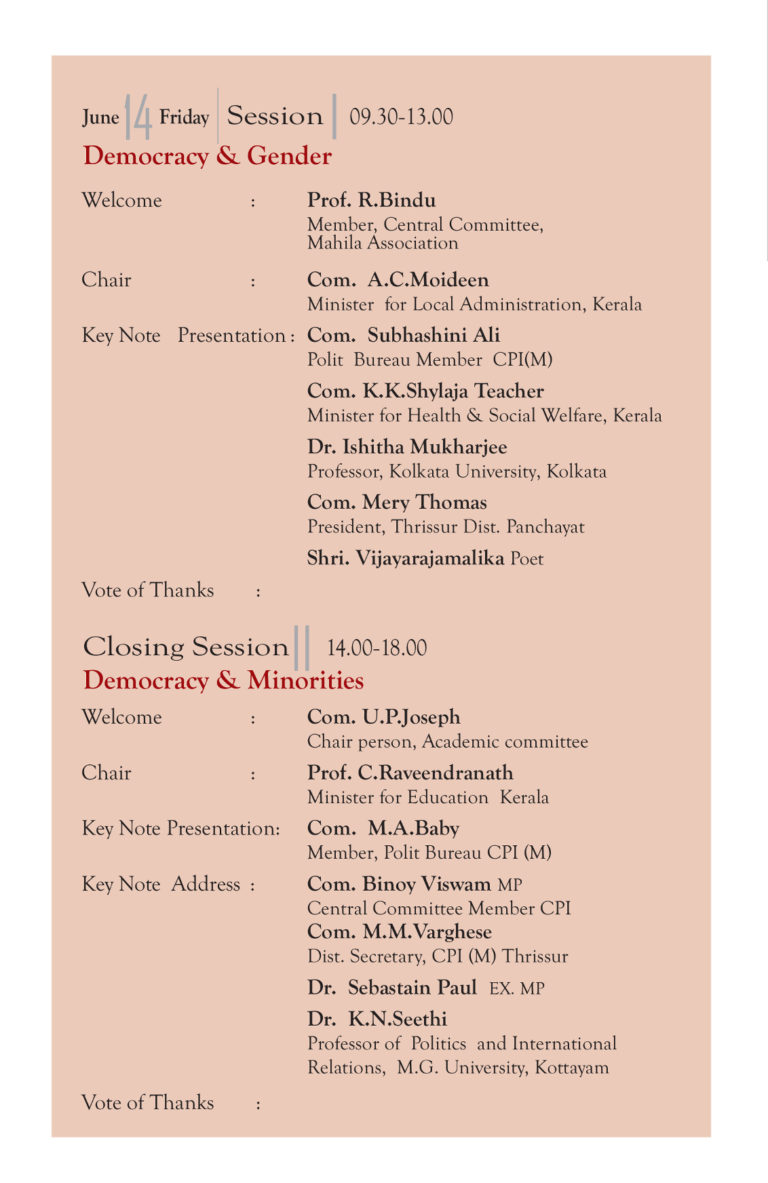 June 14 Friday Session | 09.30-13.00
Democracy & Gender
Welcome : Prof. R.Bindu
Member, Central Committee,
Mahila Association
Chair : Com. A.C.Moideen
Minister for Local Administration, Kerala
Key Note Presentation : Com. Subhashini Ali
Polit Bureau Member CPI(M)
Com. K.K.Shylaja Teacher
Minister for Health & Social Welfare, Kerala
Dr. Ishitha Mukharjee
Professor, Kolkata University, Kolkata
Com. Mery Thomas
President, Thrissur Dist. Panchayat
Shri. Vijayarajamalika Poet
Vote of Thanks :
Closing Session || 14.00-18.00
Democracy & Minorities
Welcome : Com. U.P.Joseph
Chair person, Academic committee
Chair : Prof. C.Raveendranath
Minister for Education Kerala
Key Note Presentation: Com. M.A.Baby
Member, Polit Bureau CPI (M)
Key Note Address : Com. Binoy Viswam MP
Central Committee Member CPI
Com. M.M.Varghese
Dist. Secretary, CPI (M) Thrissur
Dr. Sebastain Paul EX. MP
Dr. K.N.Seethi
Professor of Politics and International
Relations, M.G. University, Kottayam
Vote of Thanks :